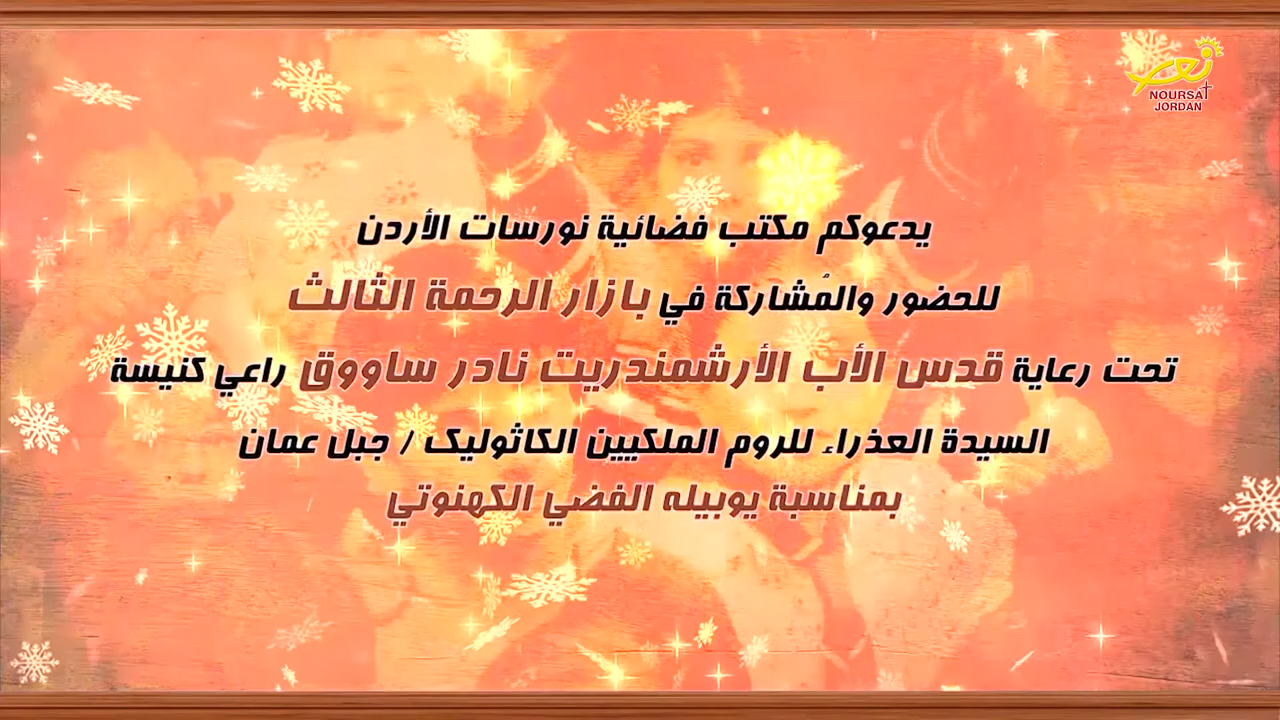 نور
NOURSAT
JORDAN
يدعوكم مكتب فضائية نورسات الأردن
للحضور والمُشاركة في بازار الرحمة الثالث
تحت رعاية قدس الأب الأرشمندريت نادر ساووق راعي كنيسة
السيدة العذراء للروم الملكيين الكاثوليك / جبل عمان
بمناسبة يوبيله الفضي الكهنوتي